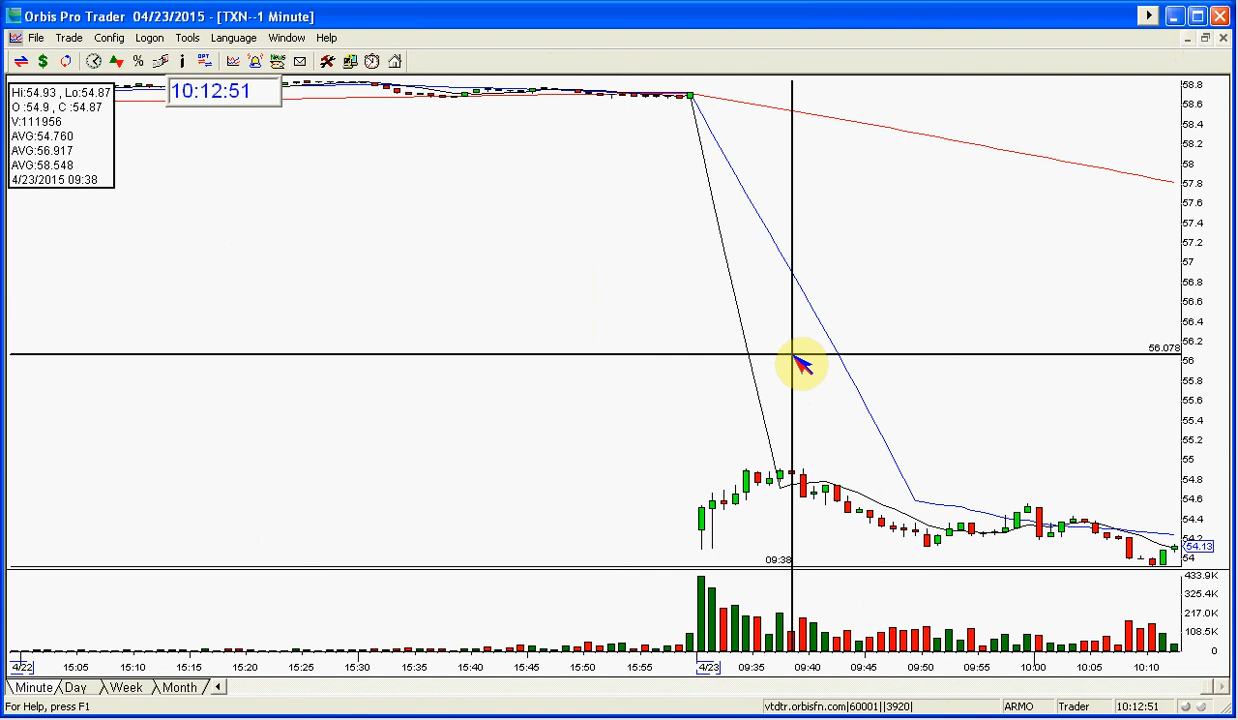 Orbis Pro Trader 04/23/2015 - [TXN--1 Minute]
File Trade Config Logon Tools Language Window Help
Hi:54.93 , Lo:54.87
O :54.9 , C :54.87
V:111956
AVG:54.760
AVG:56.917
AVG:58.548
4/23/2015 09:38
10:12:51
58.8
58.6
58.4
58.2
58
57.8
57.6
57.4
57.2
57
56.8
56.6
56.4
56.2
56.078
56
55.8
55.6
55.4
55.2
55
54.8
54.6
54.4
54.2
54.13
54
09:38
433.9K
325.4K
217.0K
108.5K
0
4/22 15:05 15:10 15:15 15:20 15:25 15:30 15:35 15:40 15:45 15:50 15:55 4/23 09:35 09:40 09:45 09:50 09:55 10:00 10:05 10:10
Minute Day Week Month
For Help, press F1 vtdtr.orbisfn.com|60001||3920| ARMO Trader 10:12:51